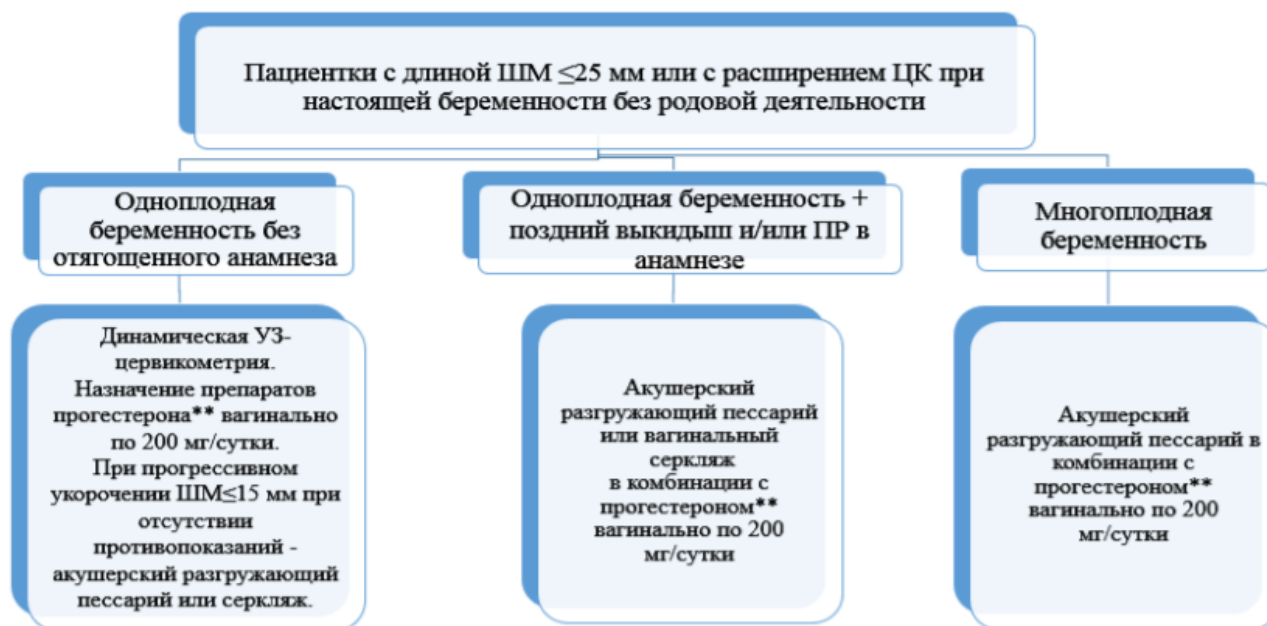 Пациентки с длиной ШМ ≤25 мм или с расширением ЦК при
настоящей беременности без родовой деятельности
Одноплодная
беременность без
отягощенного анамнеза
Одноплодная беременность +
поздний выкидыш и/или ПР в
анамнезе
Многоплодная
беременность
Динамическая УЗ-
цервикометрия.
Назначение препаратов
прогестерона** вагинально
по 200 мг/сутки.
При прогрессивном
укорочении ШМ≤15 мм при
отсутствии
противопоказаний -
акушерский разгружающий
пессарий или серкляж.
Акушерский
разгружающий пессарий
или вагинальный
серкляж
в комбинации с
прогестероном**
вагинально по 200
мг/сутки
Акушерский
разгружающий пессарий в
комбинации с
прогестероном**
вагинально по 200
мг/сутки